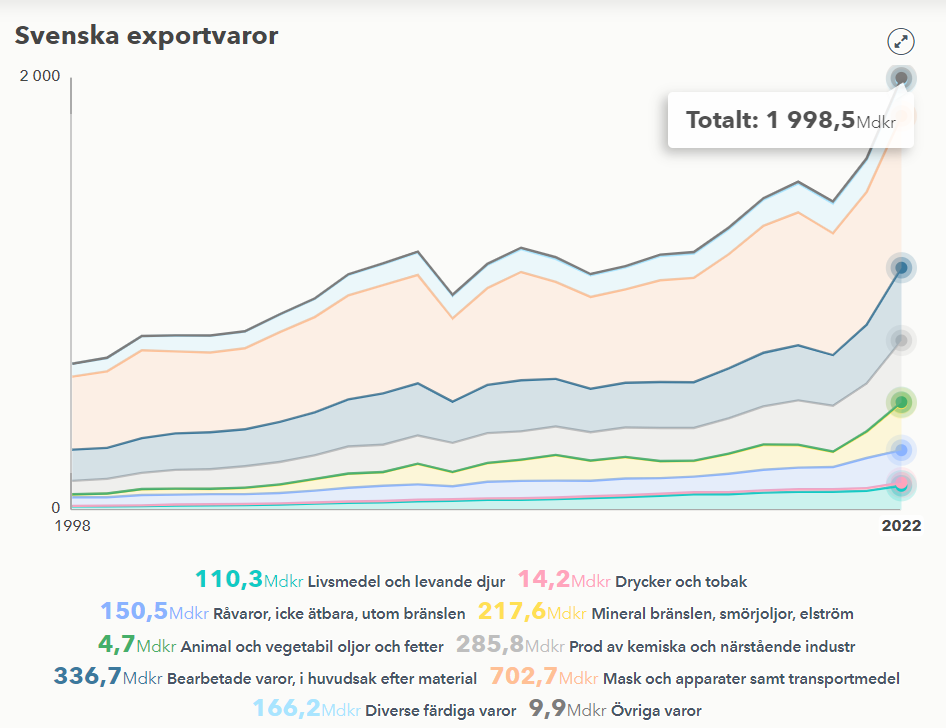 Svenska exportvaror
2 000
Totalt: 1 998,5Mdkr
0
1998
2022
110,3Mdkr Livsmedel och levande djur 14,2Mdkr Drycker och tobak
150,5Mdkr Råvaror, icke ätbara, utom bränslen 217,6Mdkr Mineral bränslen, smörjoljor, elström
4,7Mdkr Animal och vegetabil oljor och fetter 285,8Mdkr Prod av kemiska och närstående industr
336,7Mdkr Bearbetade varor, i huvudsak efter material 702,7Mdkr Mask och apparater samt transportmedel
166,2Mdkr Diverse färdiga varor 9,9Mdkr Övriga varor